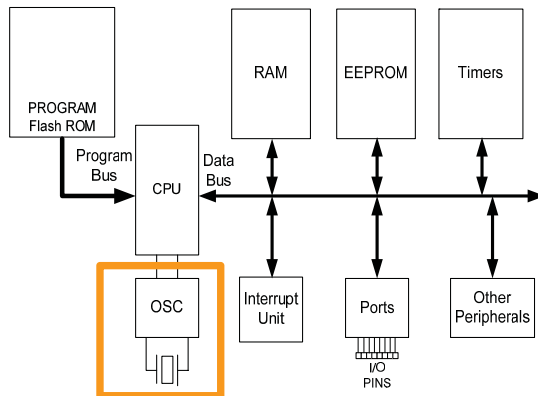 PROGRAM
Flash ROM
RAM
EEPROM
Timers
Program
Bus
CPU
Data
Bus
OSC
Interrupt
Unit
Ports
I/O
PINS
Other
Peripherals